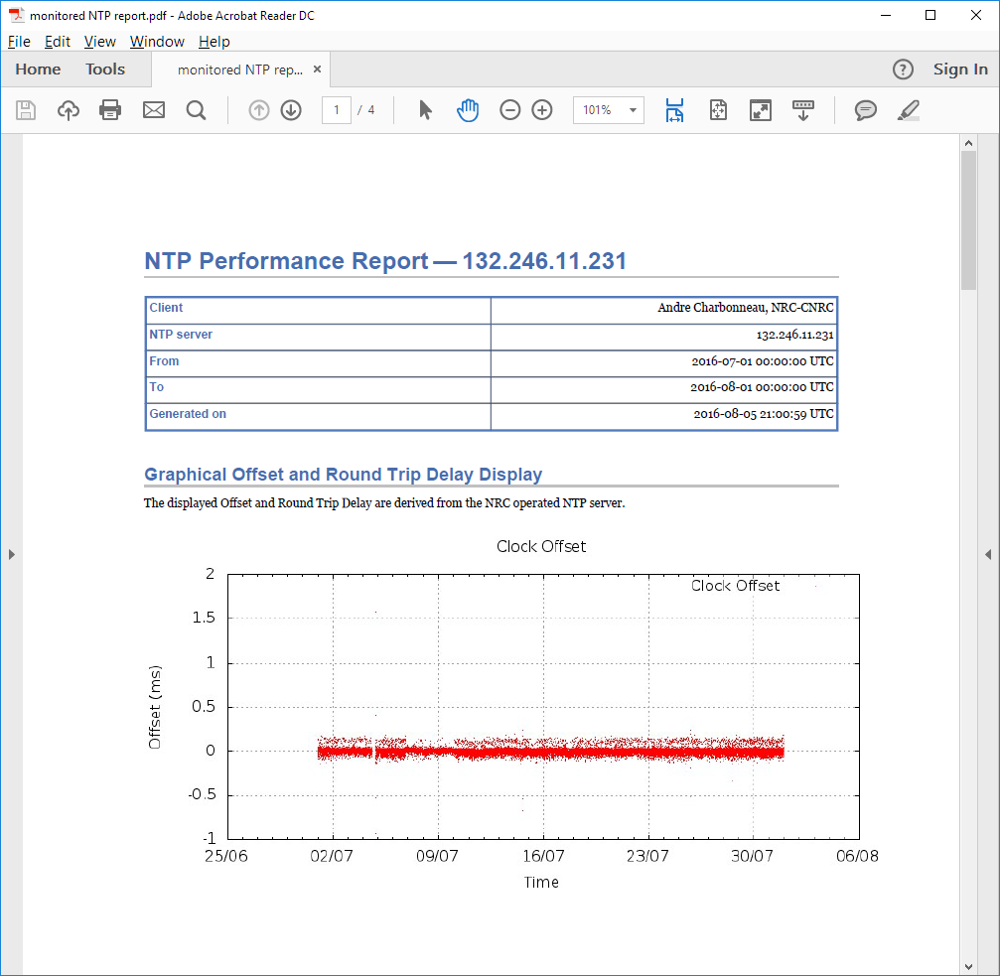 monitored NTP report.pdf - Adobe Acrobat Reader DC
File Edit View Window Help
Home Tools monitored NTP rep... × ? Sign In
1 / 4 101%
NTP Performance Report — 132.246.11.231
Client Andre Charbonneau, NRC-CNRC
NTP server 132.246.11.231
From 2016-07-01 00:00:00 UTC
To 2016-08-01 00:00:00 UTC
Generated on 2016-08-05 21:00:59 UTC
Graphical Offset and Round Trip Delay Display
The displayed Offset and Round Trip Delay are derived from the NRC operated NTP server.
Clock Offset
Clock Offset
2
1.5
1
0.5
0
-0.5
-1
Offset (ms)
25/06 02/07 09/07 16/07 23/07 30/07 06/08
Time